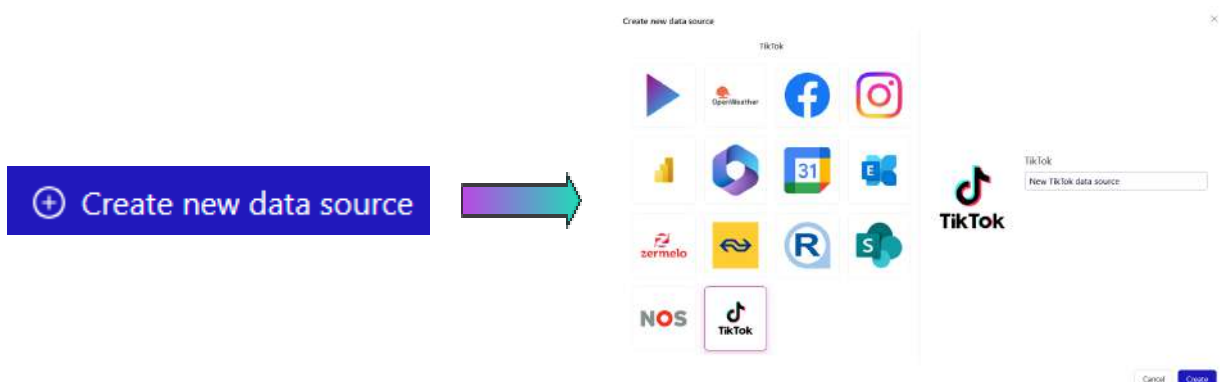 Create new data source
Create new data source
TikTok
OpenWeather
31
E
zermelo
R
S
NOS
TikTok
TikTok
TikTok
New TikTok data source
Cancel
Create